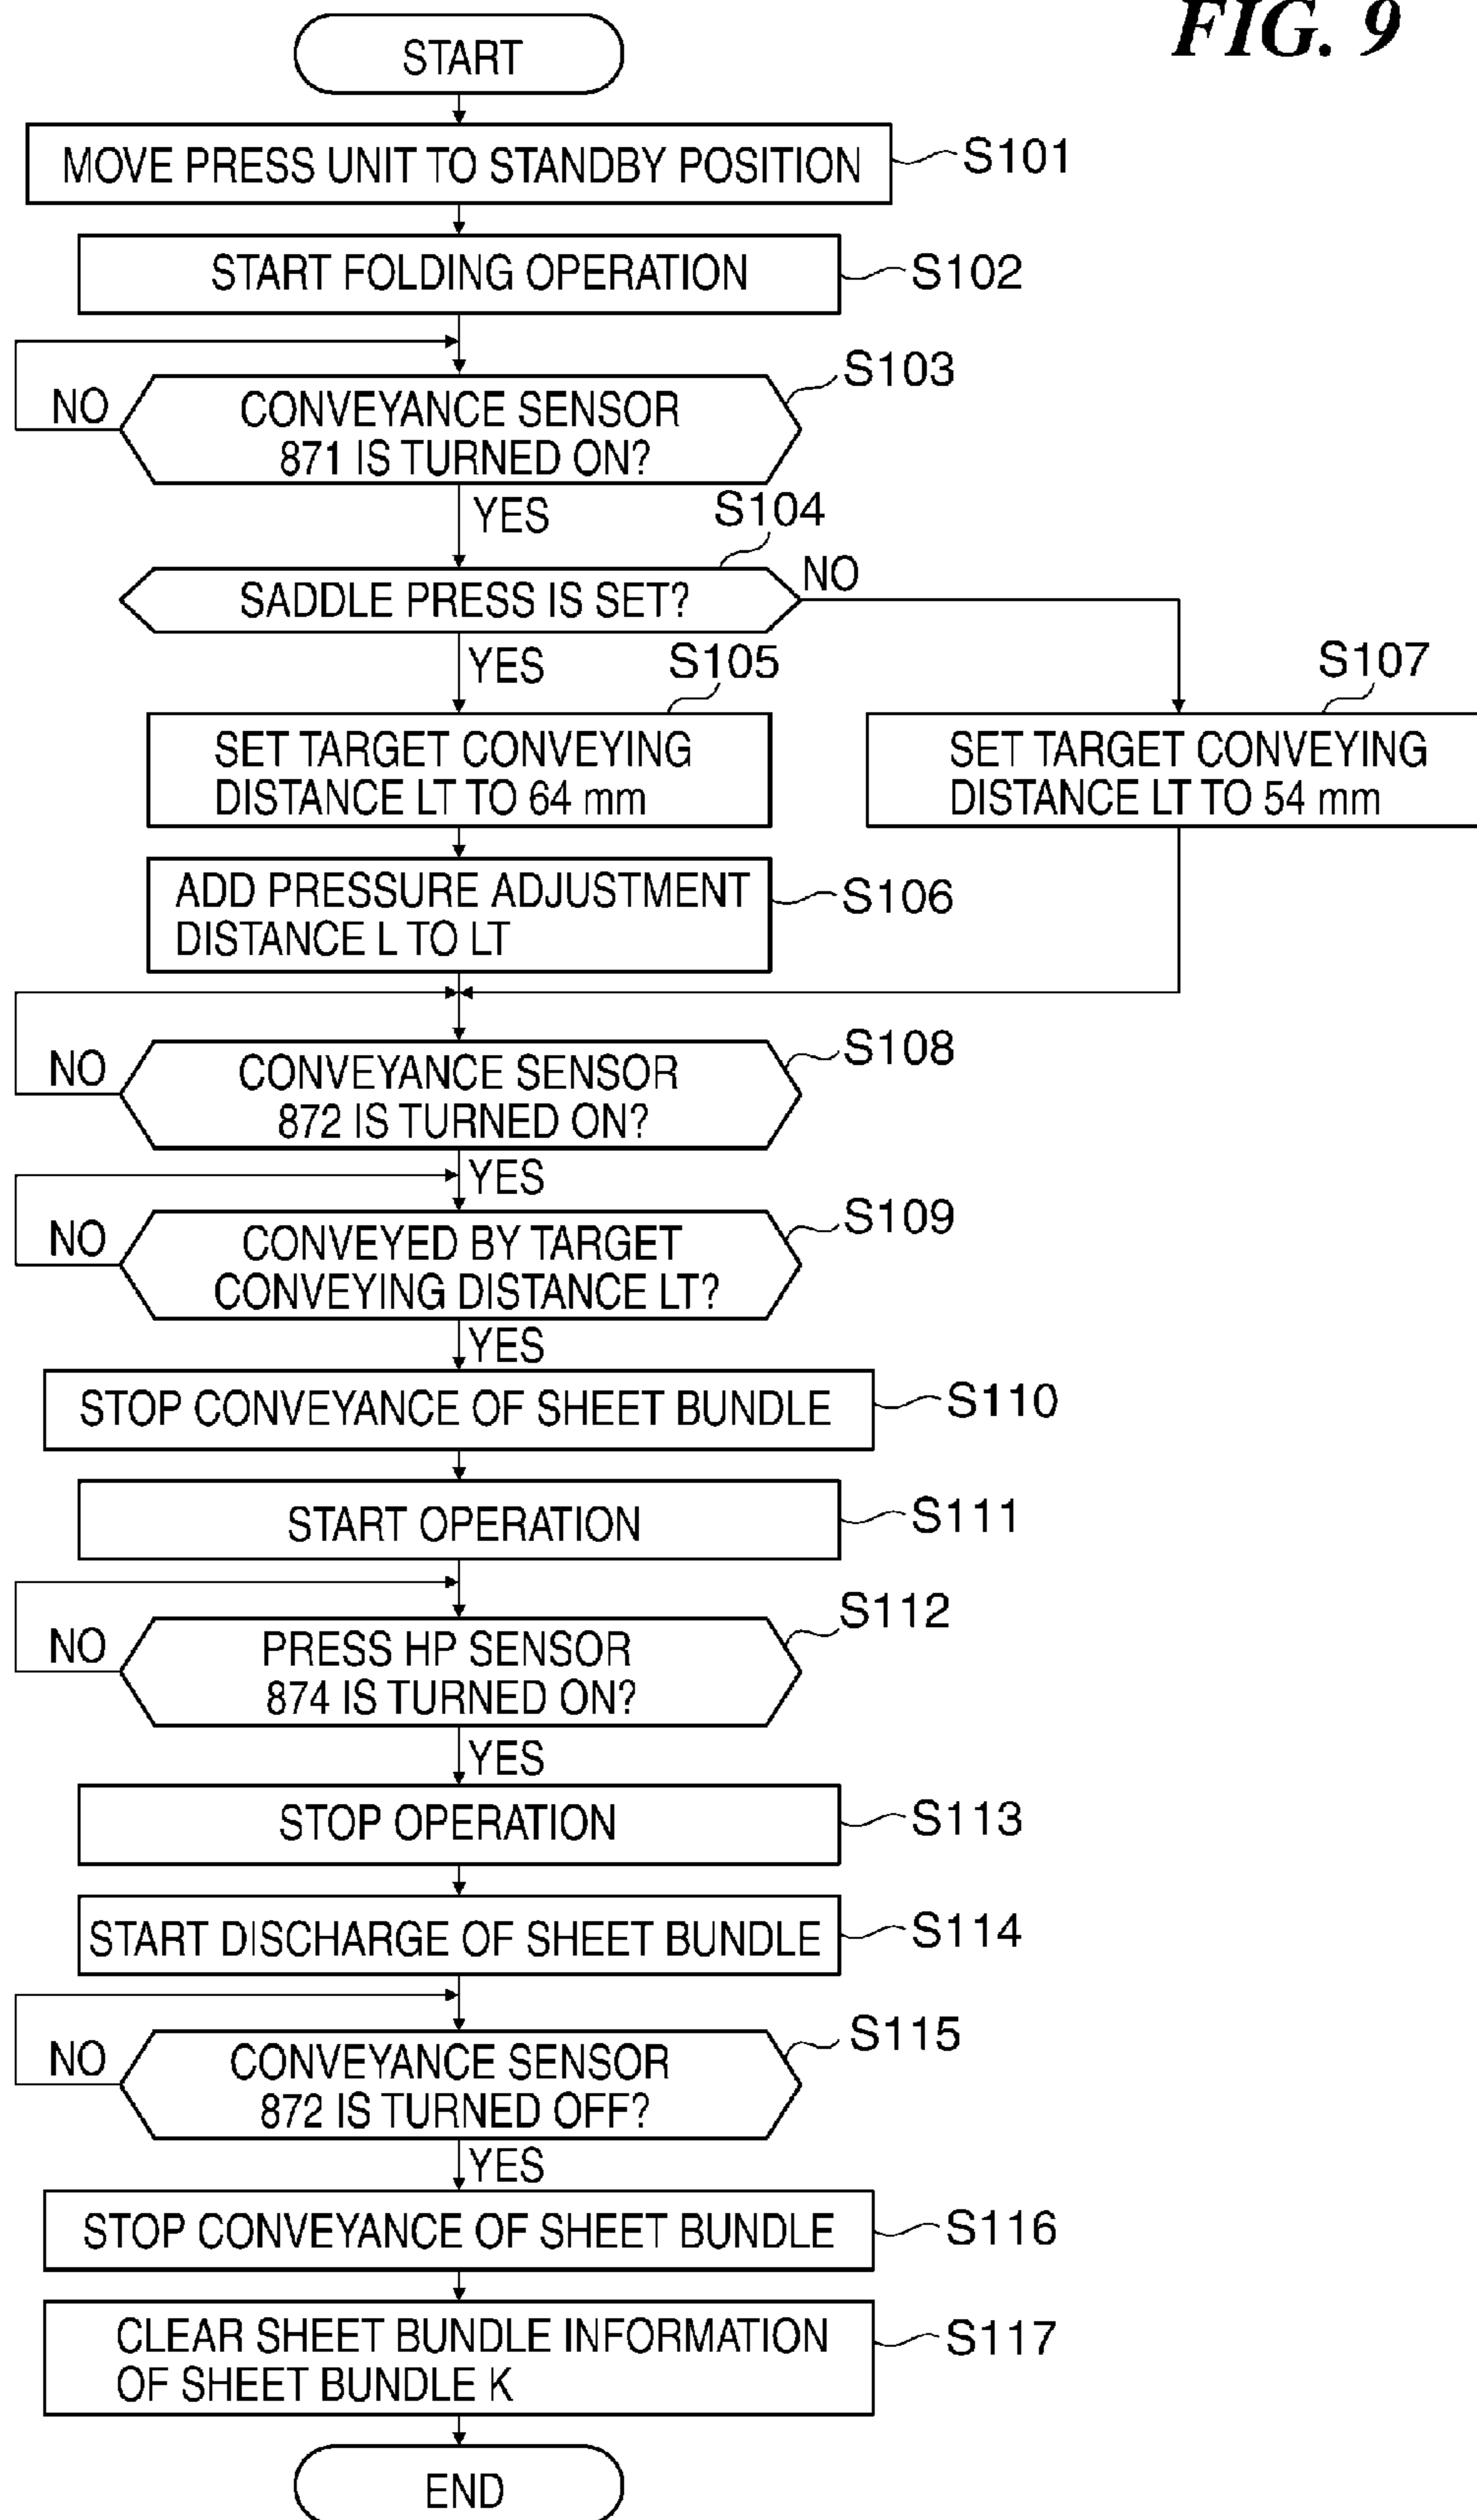 FIG. 9
START
MOVE PRESS UNIT TO STANDBY POSITION
S101
START FOLDING OPERATION
S102
S103
NO
CONVEYANCE SENSOR
871 IS TURNED ON?
YES
S104
SADDLE PRESS IS SET?
NO
YES
S105
S107
SET TARGET CONVEYING
DISTANCE LT TO 64 mm
SET TARGET CONVEYING
DISTANCE LT TO 54 mm
ADD PRESSURE ADJUSTMENT
DISTANCE L TO LT
S106
S108
NO
CONVEYANCE SENSOR
872 IS TURNED ON?
YES
S109
NO
CONVEYED BY TARGET
CONVEYING DISTANCE LT?
YES
STOP CONVEYANCE OF SHEET BUNDLE
S110
START OPERATION
S111
S112
NO
PRESS HP SENSOR
874 IS TURNED ON?
YES
STOP OPERATION
S113
START DISCHARGE OF SHEET BUNDLE
S114
S115
NO
CONVEYANCE SENSOR
872 IS TURNED OFF?
YES
STOP CONVEYANCE OF SHEET BUNDLE
S116
CLEAR SHEET BUNDLE INFORMATION
OF SHEET BUNDLE K
S117
END